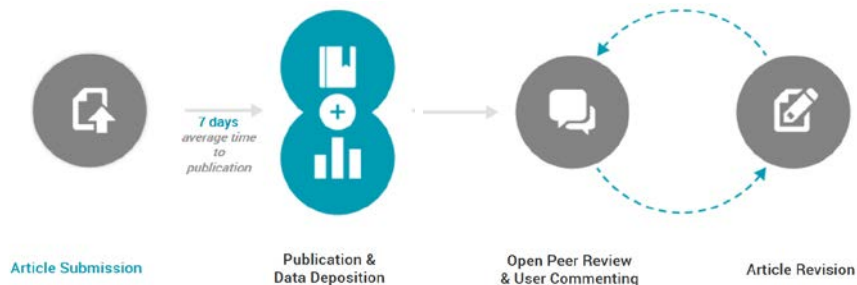 7 days
average time
to
publication
Article Submission
Publication &
Data Deposition
Open Peer Review
& User Commenting
Article Revision